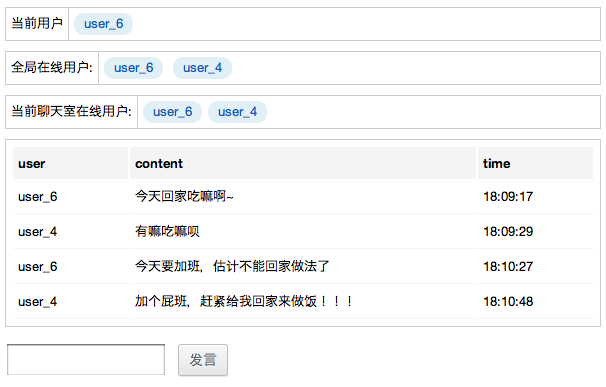 当前用户 user_6
全局在线用户: user_6 user_4
当前聊天室在线用户: user_6 user_4
user content time
user_6 今天回家吃嘛啊~ 18:09:17
user_4 有嘛吃嘛呗 18:09:29
user_6 今天要加班，估计不能回家做法了 18:10:27
user_4 加个屁班，赶紧给我回家来做饭！！！ 18:10:48
发言